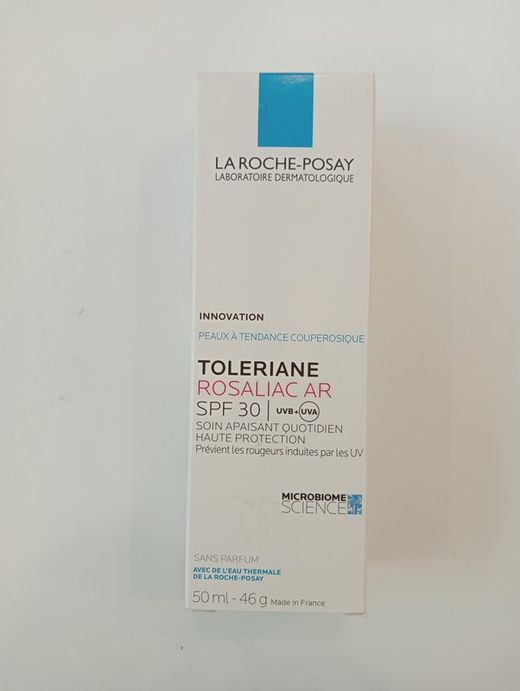 LA ROCHE-POSAY
LABORATOIRE DERMATOLOGIQUE
INNOVATION
PEAUX À TENDANCE COUPEROSIQUE
TOLERIANE
ROSALIAC AR
SPF 30 | UVB+UVA
SOIN APAISANT QUOTIDIEN
HAUTE PROTECTION
Prévient les rougeurs induites par les UV
MICROBIOME
SCIENCE
SANS PARFUM
AVEC DE L'EAU THERMALE
DE LA ROCHE-POSAY
50 ml - 46 g Made in France